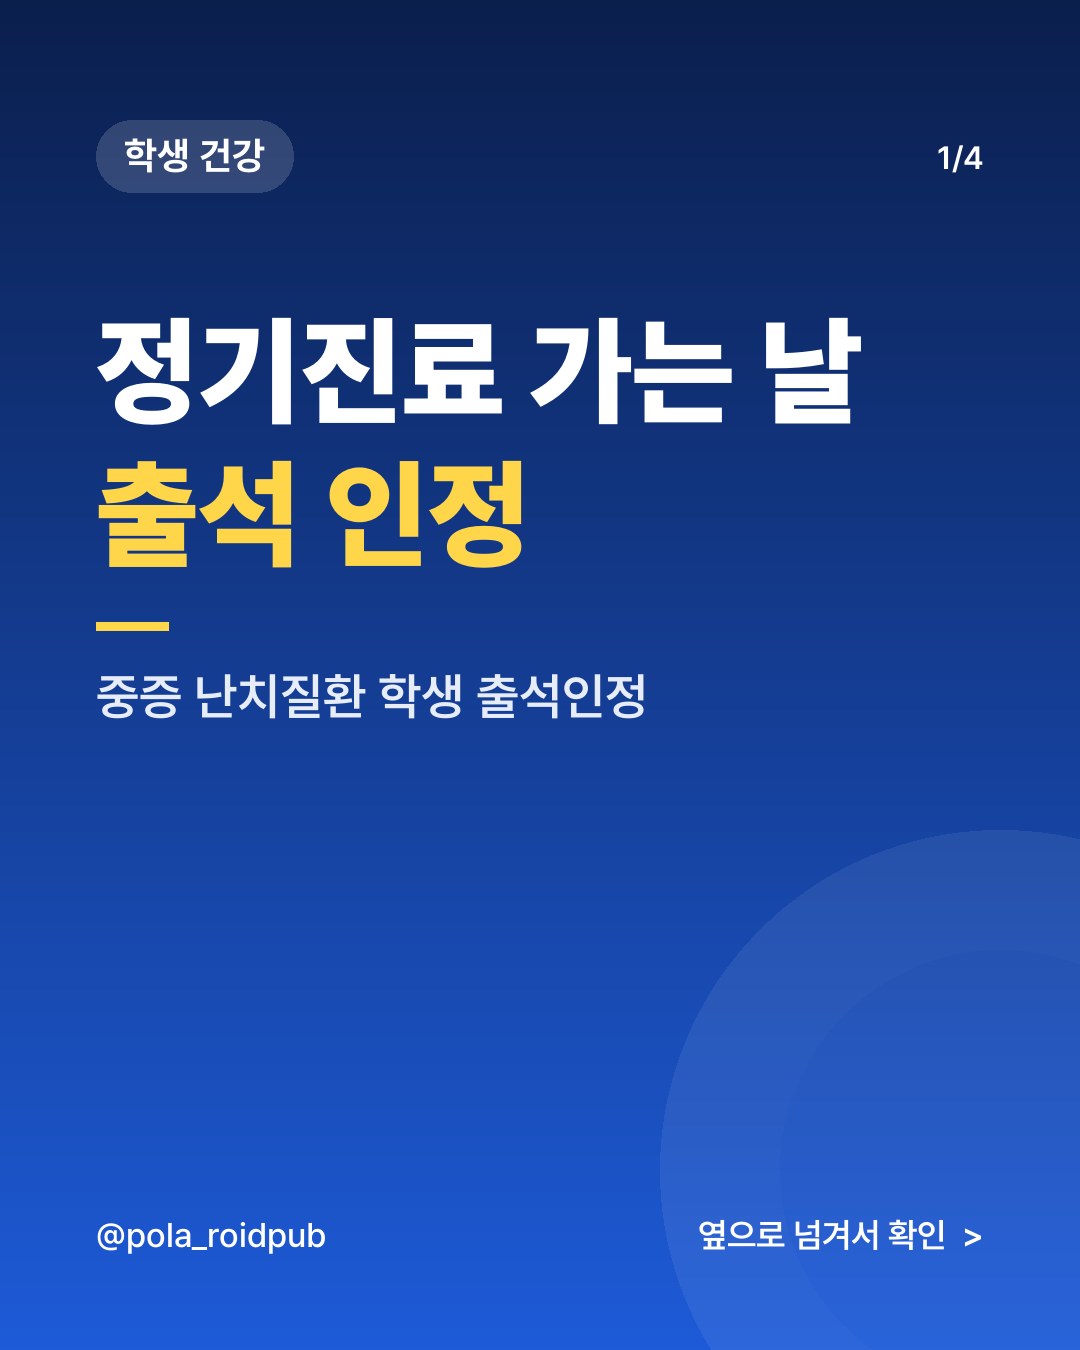 학생 건강
1/4
정기진료 가는 날
출석 인정
중증 난치질환 학생 출석인정
@pola_roidpub
옆으로 넘겨서 확인 >